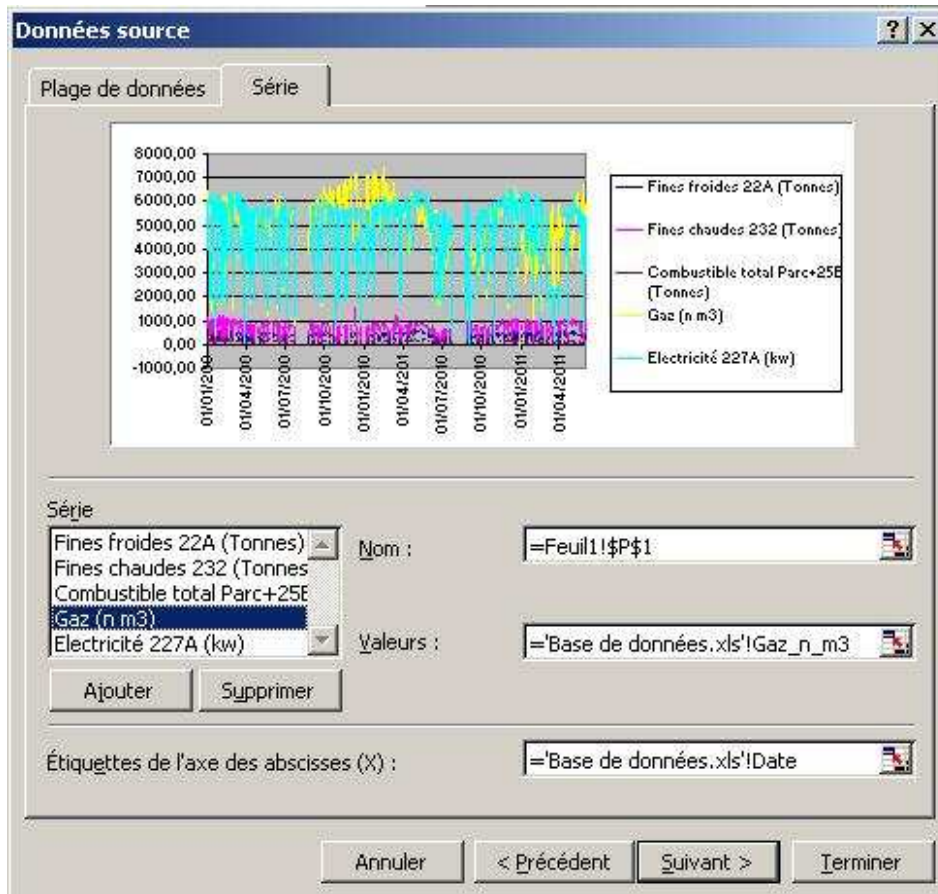 Données source
Plage de données
Série
8000,00
7000,00
6000,00
5000,00
4000,00
3000,00
2000,00
1000,00
0,00
-1000,00
01/01/200
01/04/200
01/07/200
01/10/200
01/01/2010
01/04/201
01/07/2010
01/10/2010
01/01/2011
01/04/2011
Fines froides 22A (Tonnes)
Fines chaudes 232 (Tonnes)
Combustible total Parc+25E
(Tonnes)
Gaz (n m3)
Electricité 227A (kw)
Série
Fines froides 22A (Tonnes)
Fines chaudes 232 (Tonnes
Combustible total Parc+25E
Gaz (n m3)
Electricité 227A (kw)
Nom :
=Feuil1!$P$1
Valeurs :
='Base de données.xls'!Gaz_n_m3
Ajouter
Supprimer
Étiquettes de l'axe des abscisses (X) :
='Base de données.xls'!Date
Annuler
< Précédent
Suivant >
Terminer